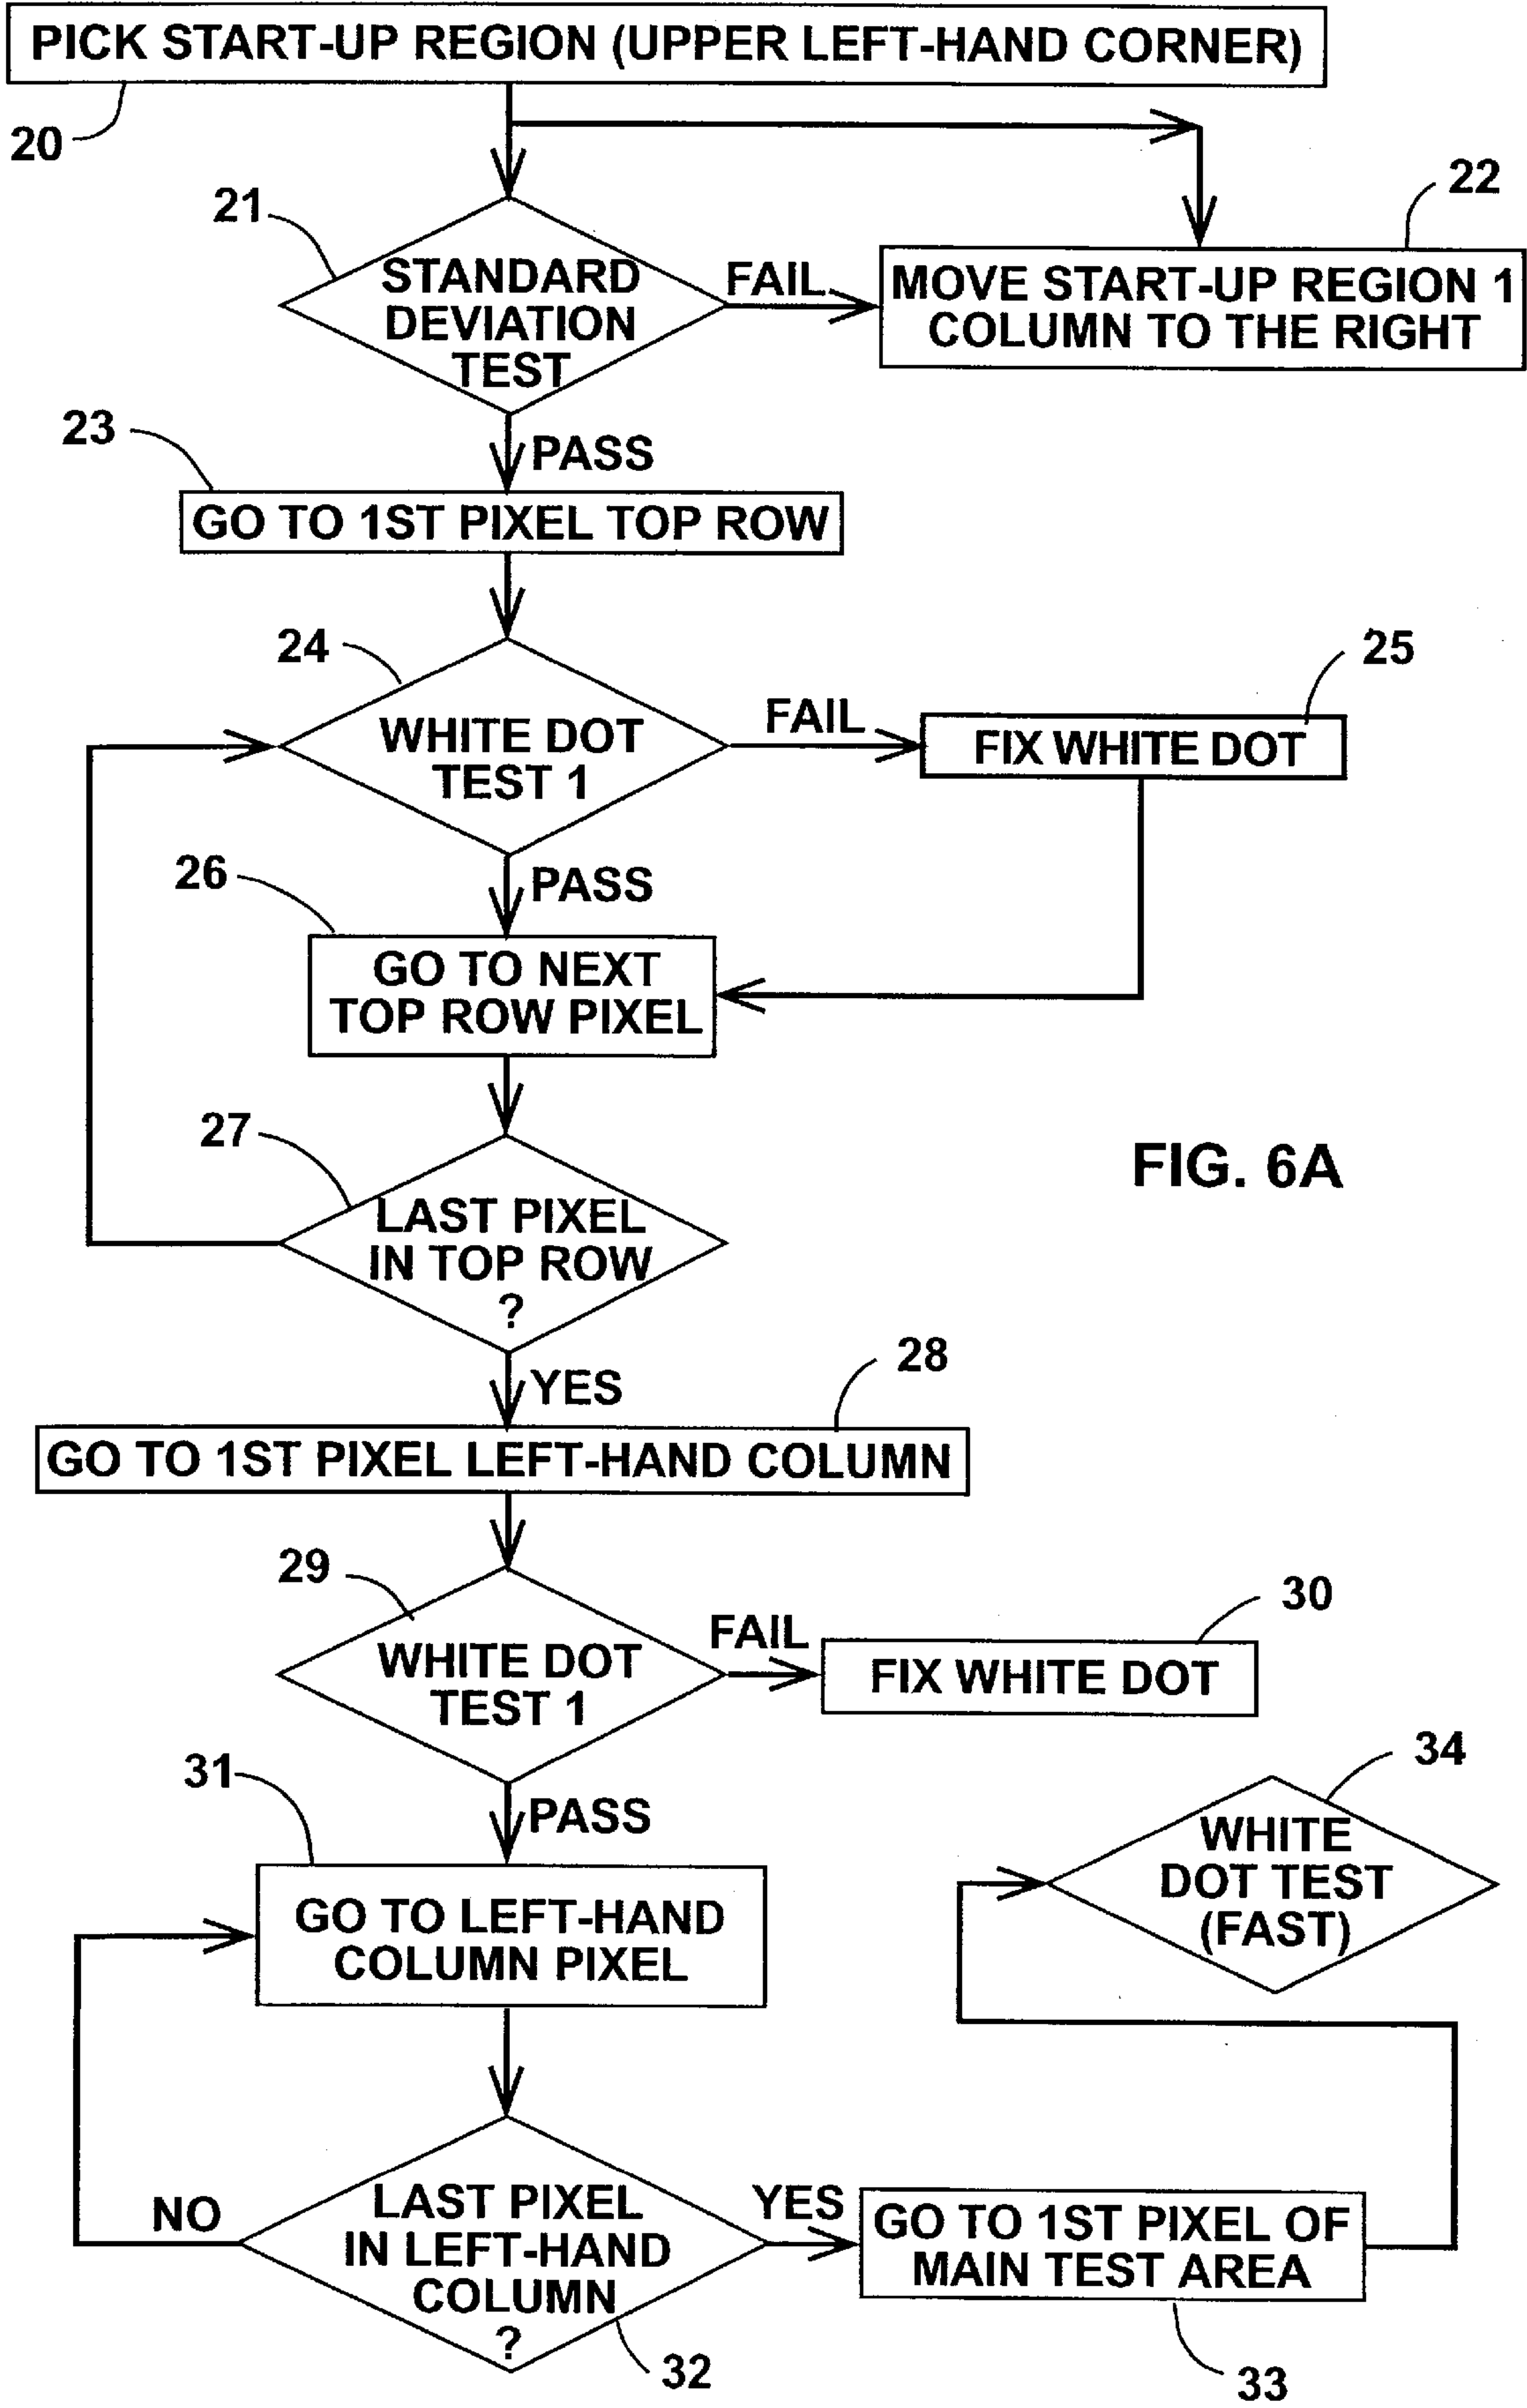 PICK START-UP REGION (UPPER LEFT-HAND CORNER)
20
21
22
STANDARD
DEVIATION
TEST
FAIL
MOVE START-UP REGION 1
COLUMN TO THE RIGHT
23
PASS
GO TO 1ST PIXEL TOP ROW
24
25
WHITE DOT
TEST 1
FAIL
FIX WHITE DOT
26
PASS
GO TO NEXT
TOP ROW PIXEL
27
FIG. 6A
LAST PIXEL
IN TOP ROW
?
28
YES
GO TO 1ST PIXEL LEFT-HAND COLUMN
29
30
WHITE DOT
TEST 1
FAIL
FIX WHITE DOT
31
34
PASS
WHITE
DOT TEST
(FAST)
GO TO LEFT-HAND
COLUMN PIXEL
NO
LAST PIXEL
IN LEFT-HAND
COLUMN
?
YES
GO TO 1ST PIXEL OF
MAIN TEST AREA
32
33